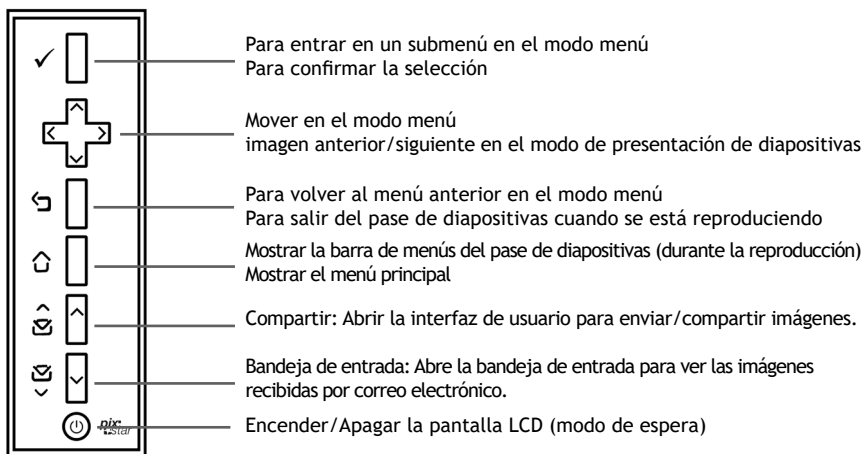 Para entrar en un submenú en el modo menú
Para confirmar la selección
Mover en el modo menú
imagen anterior/siguiente en el modo de presentación de diapositivas
Para volver al menú anterior en el modo menú
Para salir del pase de diapositivas cuando se está reproduciendo
Mostrar la barra de menús del pase de diapositivas (durante la reproducción)
Mostrar el menú principal
Compartir: Abrir la interfaz de usuario para enviar/compartir imágenes.
Bandeja de entrada: Abre la bandeja de entrada para ver las imágenes
recibidas por correo electrónico.
Encender/Apagar la pantalla LCD (modo de espera)
pix
star